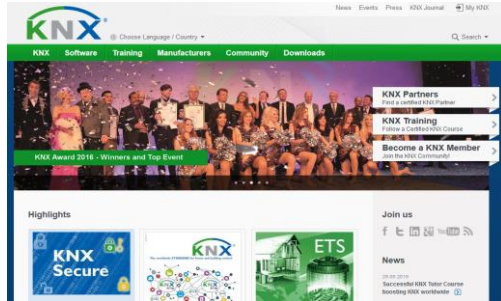 News Events Press KNX Journal My KNX
KNX
Choose Language / Country
Search
KNX Software Training Manufacturers Community Downloads
KNX Partners
Find a certified KNX Partner
KNX Training
Follow a Certified KNX Course
Become a KNX Member
Join the KNX Community!
KNX Award 2016 - Winners and Top Event
Highlights
Join us
KNX
Secure
KNX
ETS
You Tube
News
Successful KNX Tutor Course
boosting KNX worldwide